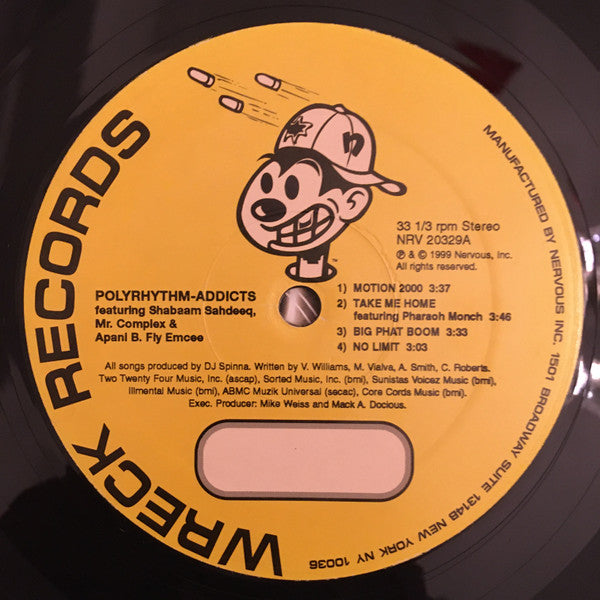 WRECK RECORDS
n
33 1/3 rpm Stereo
NRV 20329A
℗ & © 1999 Nervous, Inc.
All rights reserved.
TM
POLYRHYTHM-ADDICTS
featuring Shabaam Sahdeeq,
Mr. Complex &
Apani B. Fly Emcee
1) MOTION 2000 3:37
2) TAKE ME HOME
featuring Pharaoh Monch 3:46
3) BIG PHAT BOOM 3:33
4) NO LIMIT 3:03
All songs produced by DJ Spinna. Written by V. Williams, M. Vialva, A. Smith, C. Roberts.
Two Twenty Four Music, Inc. (ascap), Sorted Music, Inc. (bmi), Sunistas Voicez Music (bmi),
Illmental Music (bmi), ABMC Muzik Universal (secac), Core Cords Music (bmi).
Exec. Producer: Mike Weiss and Mack A. Docious.
MANUFACTURED BY NERVOUS INC. 1501 BROADWAY SUITE 1314B NEW YORK NY 10036